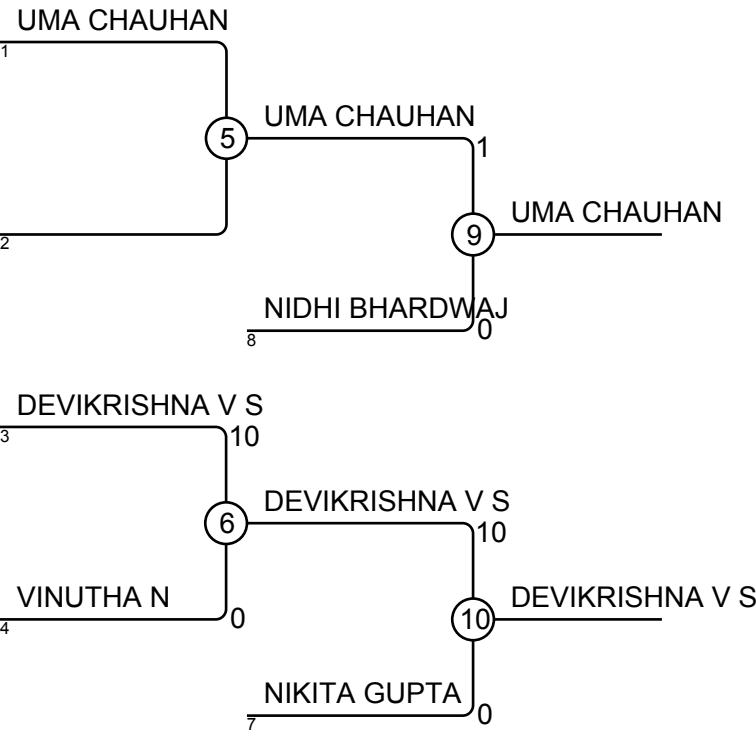 UMA CHAUHAN
1
5
UMA CHAUHAN
1
2
9
UMA CHAUHAN
NIDHI BHARDWAJ
8
0
DEVIKRISHNA V S
3
10
6
DEVIKRISHNA V S
10
VINUTHA N
4
0
10
DEVIKRISHNA V S
NIKITA GUPTA
7
0